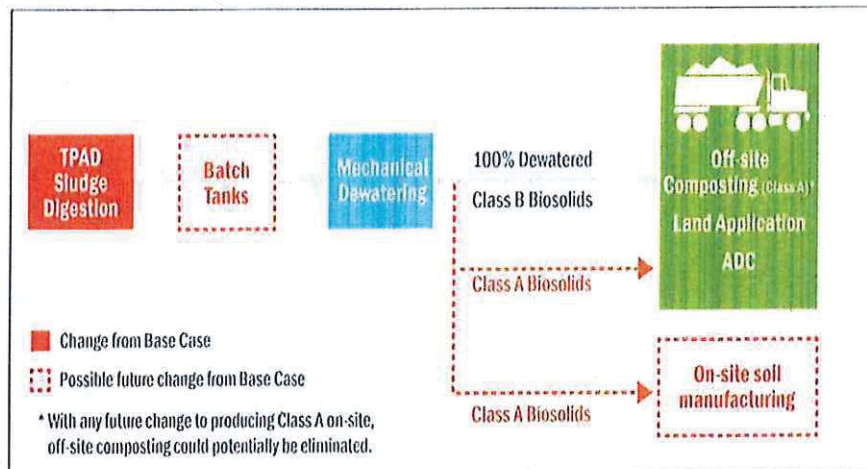 TPAD
Sludge
Digestion
Batch
Tanks
Mechanical
Dewatering
100% Dewatered
Class B Biosolids
Class A Biosolids
Class A Biosolids
Off-site
Composting (Class A)*
Land Application
ADC
On-site soil
manufacturing
Change from Base Case
Possible future change from Base Case
* With any future change to producing Class A on-site,
off-site composting could potentially be eliminated.